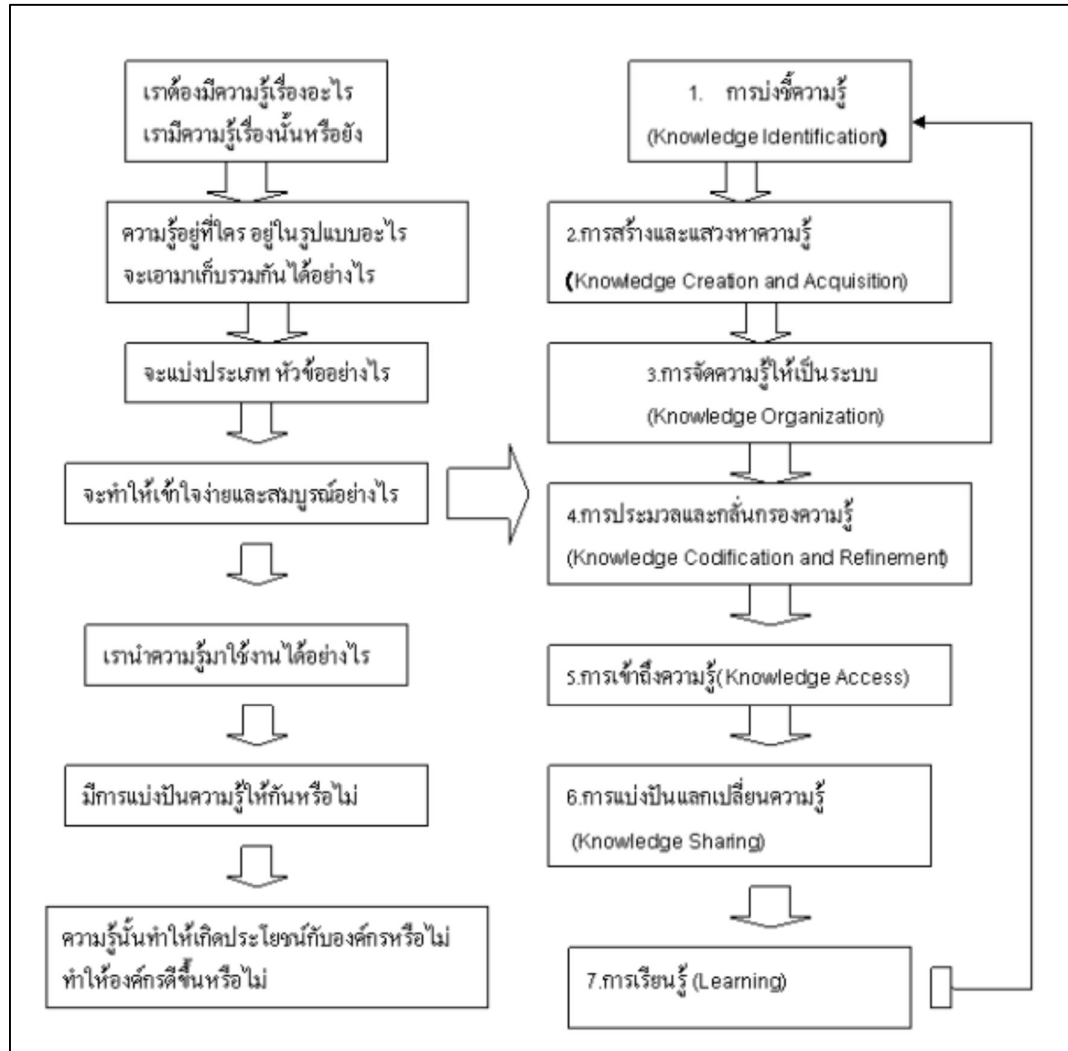 เราต้องมีความรู้เรื่องอะไร
เรามีความรู้เรื่องนั้นหรือยัง
ความรู้อยู่ที่ใคร อยู่ในรูปแบบอะไร
จะเอามาเก็บรวมกันได้อย่างไร
จะแบ่งประเภท หัวข้ออย่างไร
จะทำให้เข้าใจง่ายและสมบูรณ์อย่างไร
เรานำความรู้มาใช้งานได้อย่างไร
มีการแบ่งปันความรู้ให้กันหรือไม่
ความรู้นั้นทำให้เกิดประโยชน์กับองค์กรหรือไม่
ทำให้องค์กรดีขึ้นหรือไม่
1. การบ่งชี้ความรู้
(Knowledge Identification)
2.การสร้างและแสวงหาความรู้
(Knowledge Creation and Acquisition)
3.การจัดความรู้ให้เป็นระบบ
(Knowledge Organization)
4.การประมวลและกลั่นกรองความรู้
(Knowledge Codification and Refinement)
5.การเข้าถึงความรู้(Knowledge Access)
6.การแบ่งปันแลกเปลี่ยนความรู้
(Knowledge Sharing)
7.การเรียนรู้ (Learning)